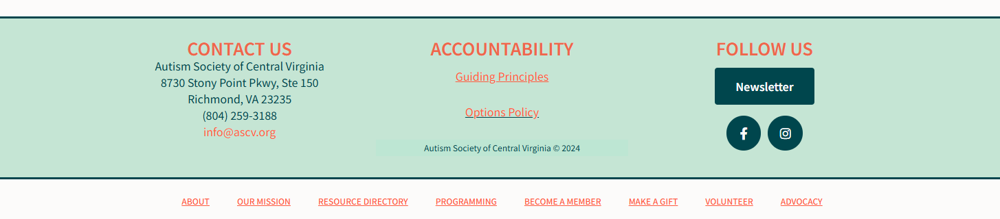 CONTACT US
Autism Society of Central Virginia
8730 Stony Point Pkwy, Ste 150
Richmond, VA 23235
(804) 259-3188
info@ascv.org
ACCOUNTABILITY
Guiding Principles
Options Policy
Autism Society of Central Virginia © 2024
FOLLOW US
Newsletter
ABOUT OUR MISSION RESOURCE DIRECTORY PROGRAMMING BECOME A MEMBER MAKE A GIFT VOLUNTEER ADVOCACY